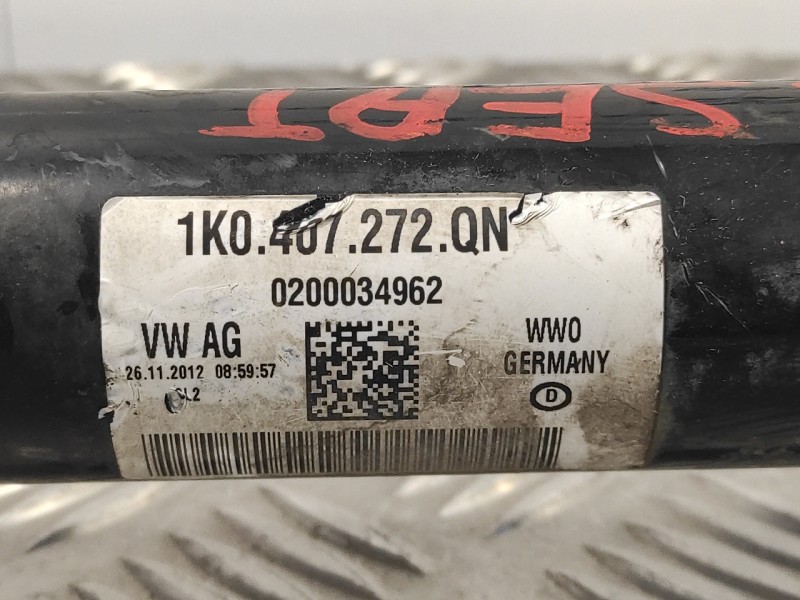 SEAT
1K0.407.272.QN
0200034962
VW AG
WWO
26.11.2012 08:59:57
GERMANY
D